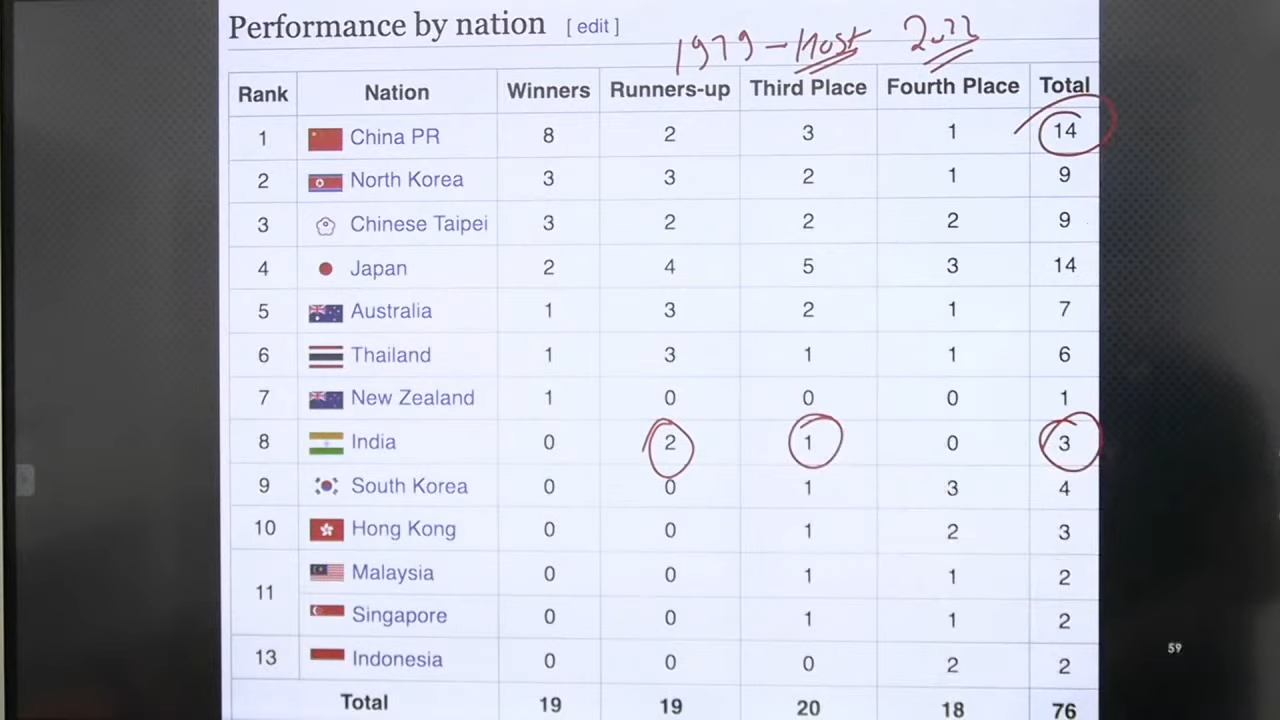 Performance by nation [ edit ]
1979 - Host 2022
Rank Nation Winners Runners-up Third Place Fourth Place Total
1 China PR 8 2 3 1 14
2 North Korea 3 3 2 1 9
3 Chinese Taipei 3 2 2 2 9
4 Japan 2 4 5 3 14
5 Australia 1 3 2 1 7
6 Thailand 1 3 1 1 6
7 New Zealand 1 0 0 0 1
8 India 0 2 1 0 3
9 South Korea 0 0 1 3 4
10 Hong Kong 0 0 1 2 3
11 Malaysia 0 0 1 1 2
Singapore 0 0 1 1 2
13 Indonesia 0 0 0 2 2
Total 19 19 20 18 76
59